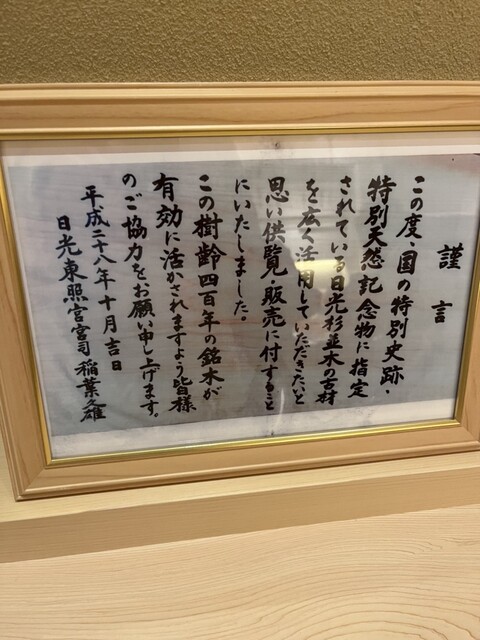 謹言
この度、国の特別史跡・
特別天然記念物に指定
されている日光杉並木の古材
を広く活用していただきたいと
思い供覧・販売に付すること
にいたしました。
この樹齢四百年の銘木が
有効に活かされますよう皆様
のご協力をお願い申し上げます。
平成二十八年十月吉日
日光東照宮宮司 稲葉久雄